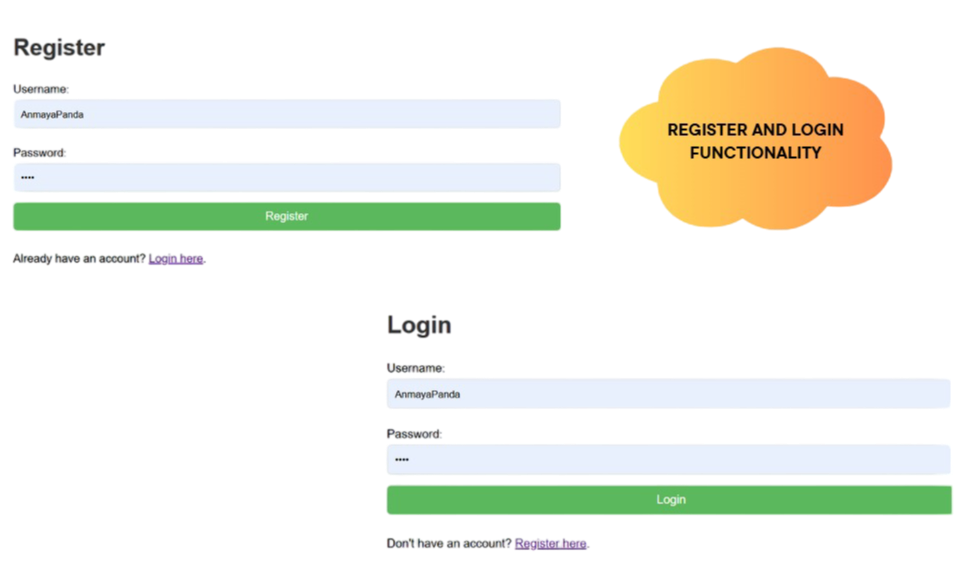 Register
Username:
AnmayaPanda
Password:
••••
Register
Already have an account? Login here.
REGISTER AND LOGIN
FUNCTIONALITY
Login
Username:
AnmayaPanda
Password:
••••
Login
Don't have an account? Register here.